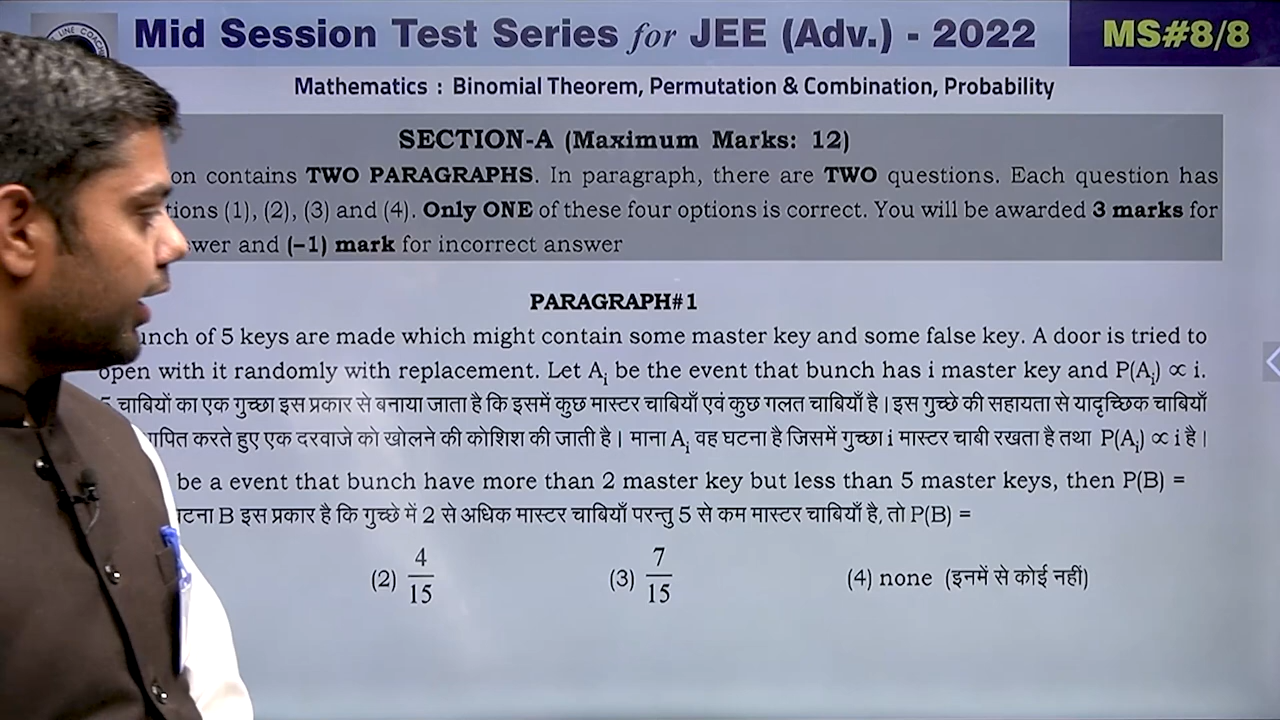 LINE COACH
Mid Session Test Series for JEE (Adv.) - 2022
MS#8/8
Mathematics : Binomial Theorem, Permutation & Combination, Probability
SECTION-A (Maximum Marks: 12)
on contains TWO PARAGRAPHS. In paragraph, there are TWO questions. Each question has
tions (1), (2), (3) and (4). Only ONE of these four options is correct. You will be awarded 3 marks for
swer and (–1) mark for incorrect answer
PARAGRAPH#1
unch of 5 keys are made which might contain some master key and some false key. A door is tried to
open with it randomly with replacement. Let Aᵢ be the event that bunch has i master key and P(Aᵢ) ∝ i.
5 चाबियों का एक गुच्छा इस प्रकार से बनाया जाता है कि इसमें कुछ मास्टर चाबियाँ एवं कुछ गलत चाबियाँ है। इस गुच्छे की सहायता से यादृच्छिक चाबियाँ
ापित करते हुए एक दरवाजे को खोलने की कोशिश की जाती है। माना Aᵢ वह घटना है जिसमें गुच्छा i मास्टर चाबी रखता है तथा P(Aᵢ) ∝ i है।
be a event that bunch have more than 2 master key but less than 5 master keys, then P(B) =
टना B इस प्रकार है कि गुच्छे में 2 से अधिक मास्टर चाबियाँ परन्तु 5 से कम मास्टर चाबियाँ है, तो P(B) =
(2) 4/15 (3) 7/15 (4) none (इनमें से कोई नहीं)